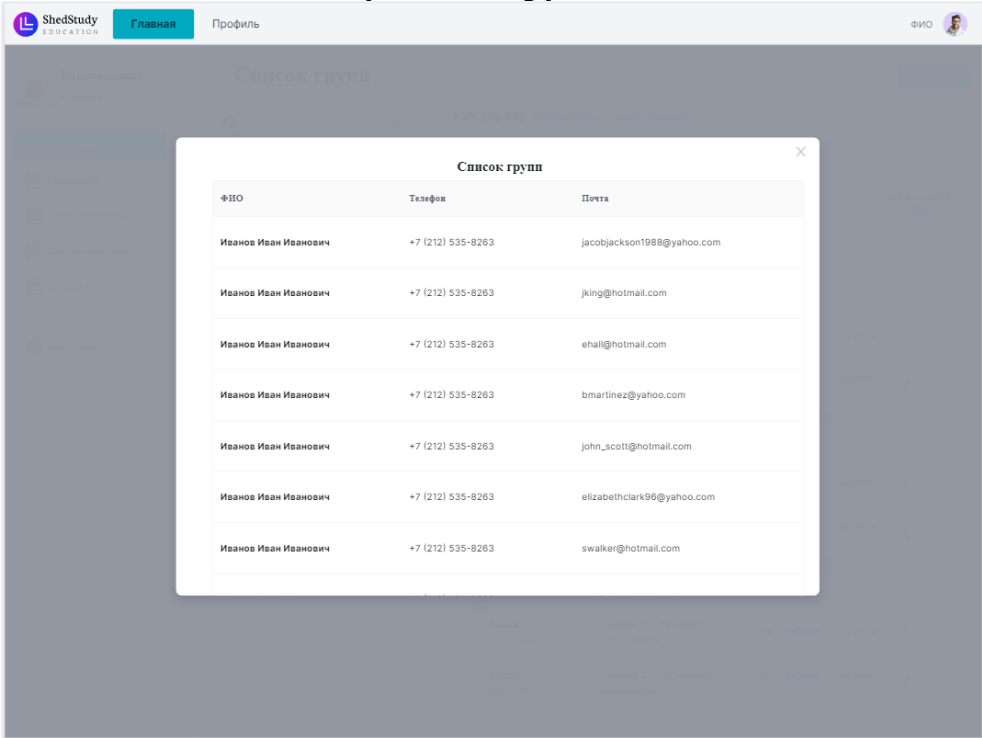 ShedStudy
EDUCATION
Главная
Профиль
ФИО
Список групп
Список групп
ФИО Телефон Почта
Иванов Иван Иванович +7 (212) 535-8263 jacobjackson1988@yahoo.com
Иванов Иван Иванович +7 (212) 535-8263 jking@hotmail.com
Иванов Иван Иванович +7 (212) 535-8263 ehall@hotmail.com
Иванов Иван Иванович +7 (212) 535-8263 bmartinez@yahoo.com
Иванов Иван Иванович +7 (212) 535-8263 john_scott@hotmail.com
Иванов Иван Иванович +7 (212) 535-8263 elizabethclark96@yahoo.com
Иванов Иван Иванович +7 (212) 535-8263 swalker@hotmail.com